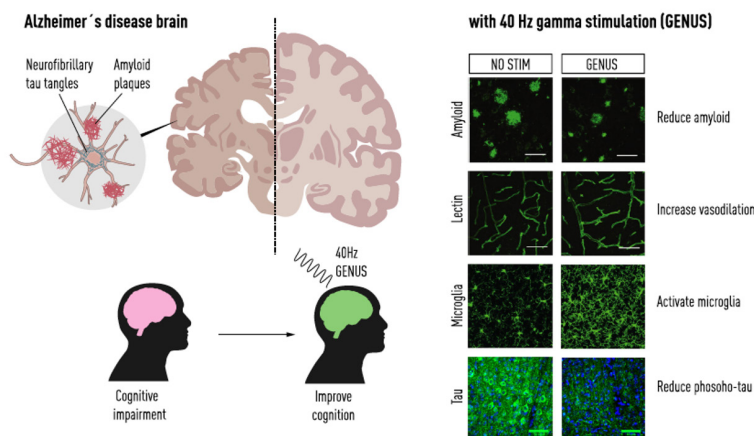 Alzheimer´s disease brain
Neurofibrillary
tau tangles
Amyloid
plaques
40Hz
GENUS
Cognitive
impairment
Improve
cognition
with 40 Hz gamma stimulation (GENUS)
NO STIM
GENUS
Amyloid
Reduce amyloid
Lectin
Increase vasodilation
Microglia
Activate microglia
Tau
Reduce phosoho-tau